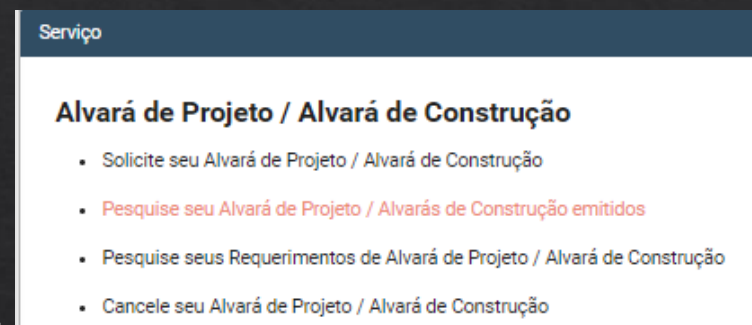 Serviço
Alvará de Projeto / Alvará de Construção
Solicite seu Alvará de Projeto / Alvará de Construção
Pesquise seu Alvará de Projeto / Alvarás de Construção emitidos
Pesquise seus Requerimentos de Alvará de Projeto / Alvará de Construção
Cancele seu Alvará de Projeto / Alvará de Construção